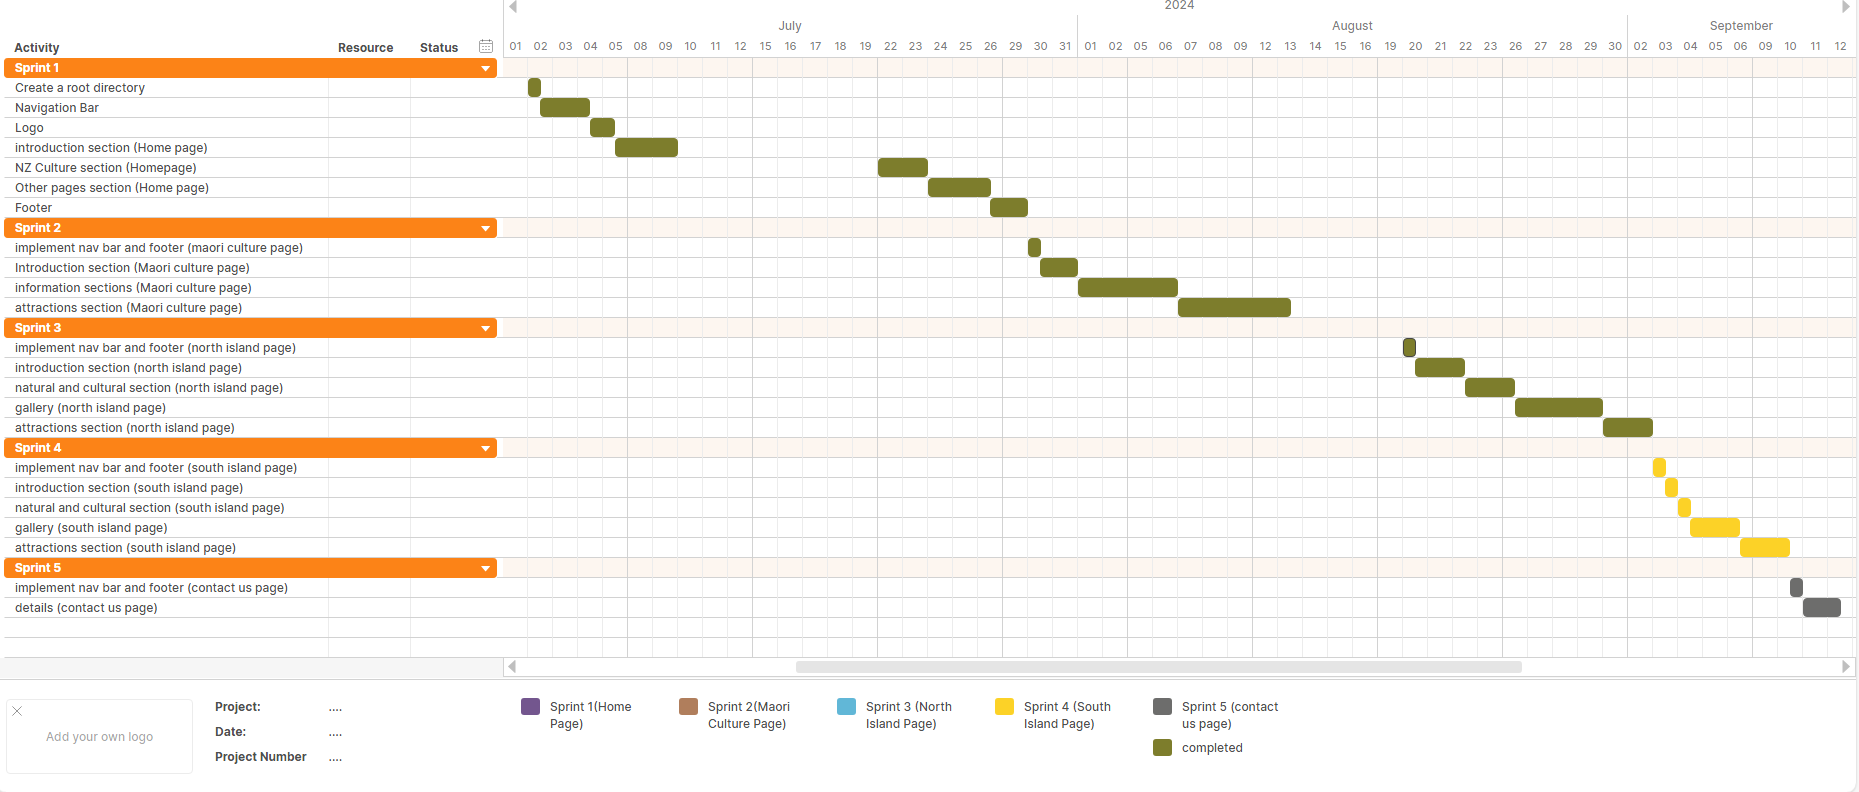 2024
July August September
Activity Resource Status 01 02 03 04 05 08 09 10 11 12 15 16 17 18 19 22 23 24 25 26 29 30 31 01 02 05 06 07 08 09 12 13 14 15 16 19 20 21 22 23 26 27 28 29 30 02 03 04 05 06 09 10 11 12
Sprint 1
Create a root directory
Navigation Bar
Logo
introduction section (Home page)
NZ Culture section (Homepage)
Other pages section (Home page)
Footer
Sprint 2
implement nav bar and footer (maori culture page)
Introduction section (Maori culture page)
information sections (Maori culture page)
attractions section (Maori culture page)
Sprint 3
implement nav bar and footer (north island page)
introduction section (north island page)
natural and cultural section (north island page)
gallery (north island page)
attractions section (north island page)
Sprint 4
implement nav bar and footer (south island page)
introduction section (south island page)
natural and cultural section (south island page)
gallery (south island page)
attractions section (south island page)
Sprint 5
implement nav bar and footer (contact us page)
details (contact us page)
Add your own logo
Project: ....
Date: ....
Project Number ....
Sprint 1(Home
Page)
Sprint 2(Maori
Culture Page)
Sprint 3 (North
Island Page)
Sprint 4 (South
Island Page)
Sprint 5 (contact
us page)
completed